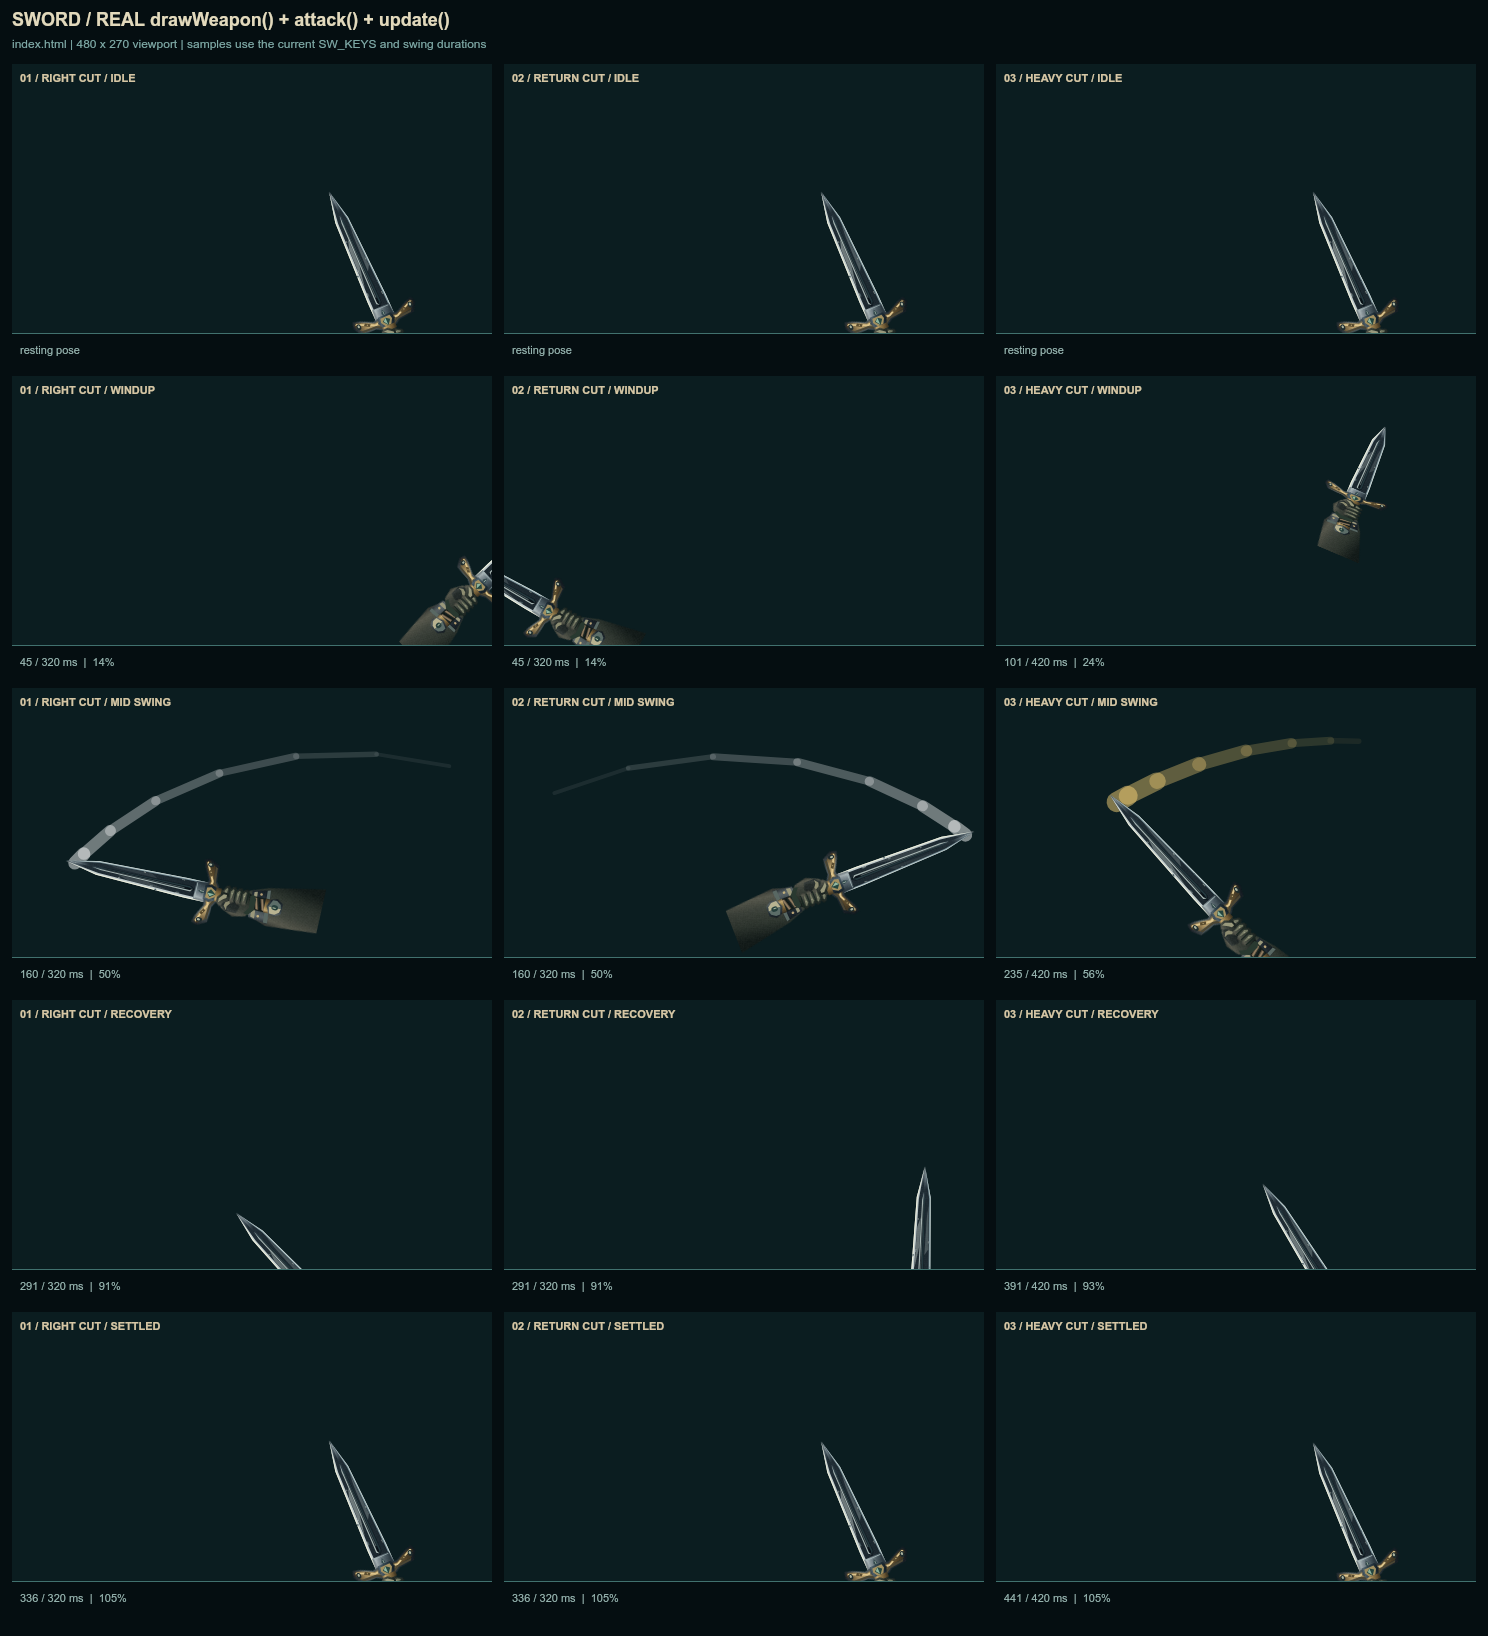 SWORD / REAL drawWeapon() + attack() + update()
index.html | 480 x 270 viewport | samples use the current SW_KEYS and swing durations
01 / RIGHT CUT / IDLE
02 / RETURN CUT / IDLE
03 / HEAVY CUT / IDLE
resting pose
resting pose
resting pose
01 / RIGHT CUT / WINDUP
02 / RETURN CUT / WINDUP
03 / HEAVY CUT / WINDUP
45 / 320 ms | 14%
45 / 320 ms | 14%
101 / 420 ms | 24%
01 / RIGHT CUT / MID SWING
02 / RETURN CUT / MID SWING
03 / HEAVY CUT / MID SWING
160 / 320 ms | 50%
160 / 320 ms | 50%
235 / 420 ms | 56%
01 / RIGHT CUT / RECOVERY
02 / RETURN CUT / RECOVERY
03 / HEAVY CUT / RECOVERY
291 / 320 ms | 91%
291 / 320 ms | 91%
391 / 420 ms | 93%
01 / RIGHT CUT / SETTLED
02 / RETURN CUT / SETTLED
03 / HEAVY CUT / SETTLED
336 / 320 ms | 105%
336 / 320 ms | 105%
441 / 420 ms | 105%